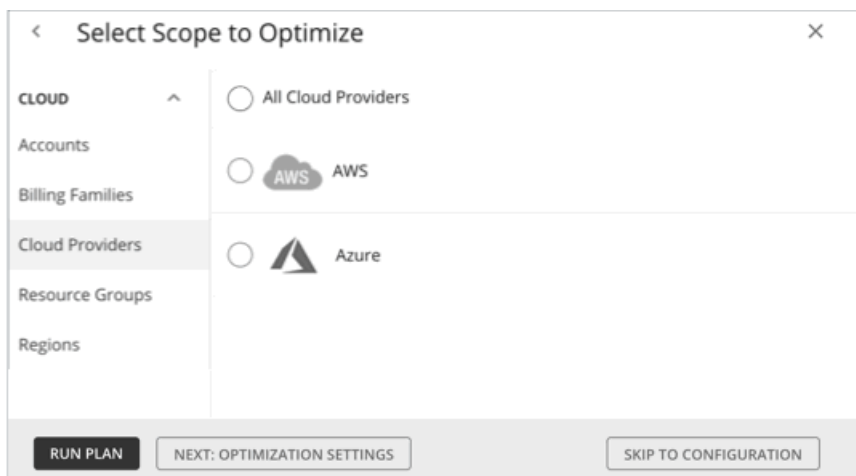 Select Scope to Optimize
CLOUD
Accounts
Billing Families
Cloud Providers
Resource Groups
Regions
All Cloud Providers
AWS AWS
Azure
RUN PLAN NEXT: OPTIMIZATION SETTINGS SKIP TO CONFIGURATION